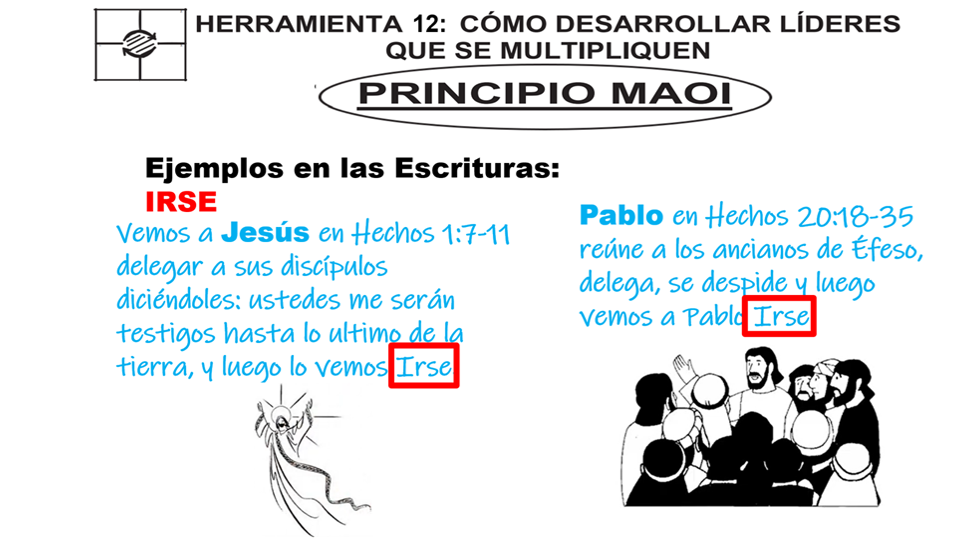 HERRAMIENTA 12: CÓMO DESARROLLAR LÍDERES
QUE SE MULTIPLIQUEN
PRINCIPIO MAOI
Ejemplos en las Escrituras:
IRSE
Vemos a Jesús en Hechos 1:7-11
delegar a sus discípulos
diciéndoles: ustedes me serán
testigos hasta lo ultimo de la
tierra, y luego lo vemos Irse
Pablo en Hechos 20:18-35
reúne a los ancianos de Éfeso,
delega, se despide y luego
vemos a Pablo Irse